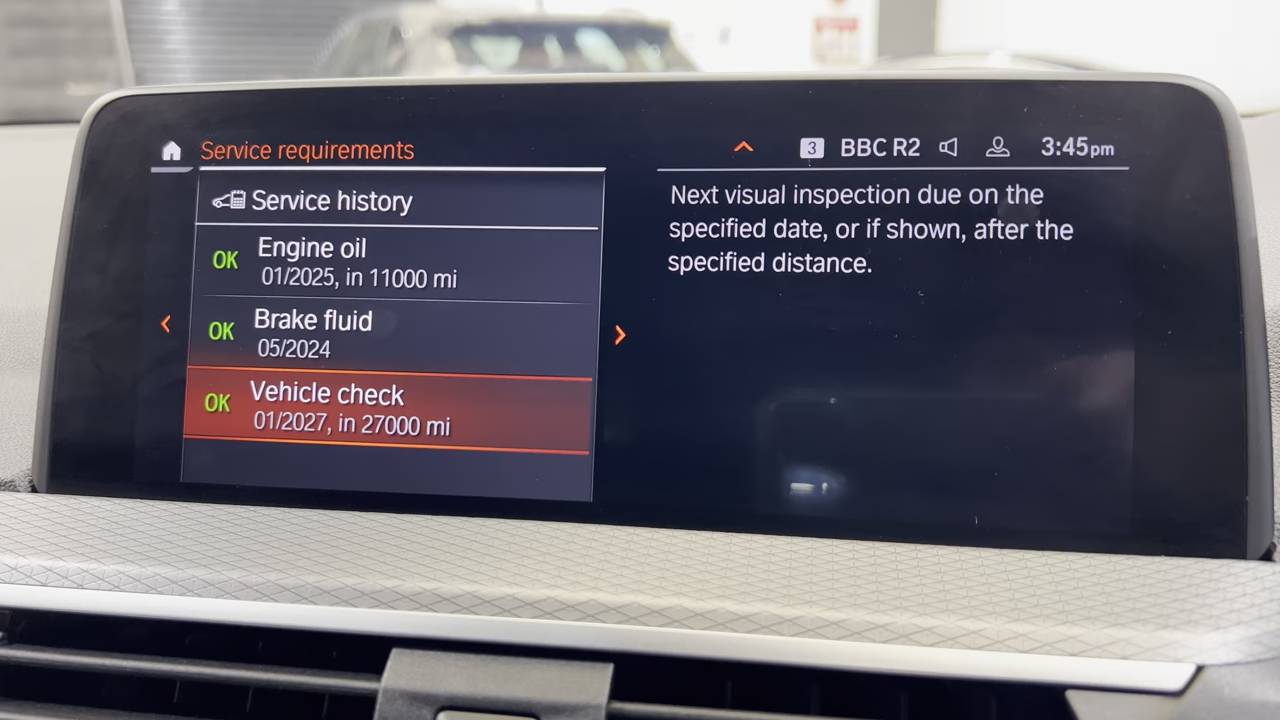 Service requirements
3 BBC R2 3:45pm
Service history
OK Engine oil
01/2025, in 11000 mi
OK Brake fluid
05/2024
OK Vehicle check
01/2027, in 27000 mi
Next visual inspection due on the
specified date, or if shown, after the
specified distance.